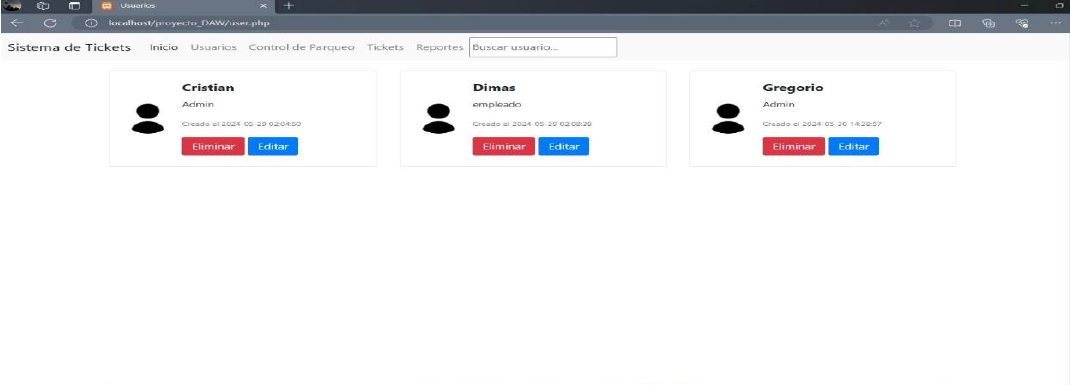 Usuarios
localhost/proyecto_DAW/user.php
Sistema de Tickets Inicio Usuarios Control de Parqueo Tickets Reportes Buscar usuario...
Cristian
Admin
Creado el 2024-05-29 02:04:50
Eliminar Editar
Dimas
empleado
Creado el 2024-05-29 02:08:39
Eliminar Editar
Gregorio
Admin
Creado el 2024-05-30 14:28:57
Eliminar Editar